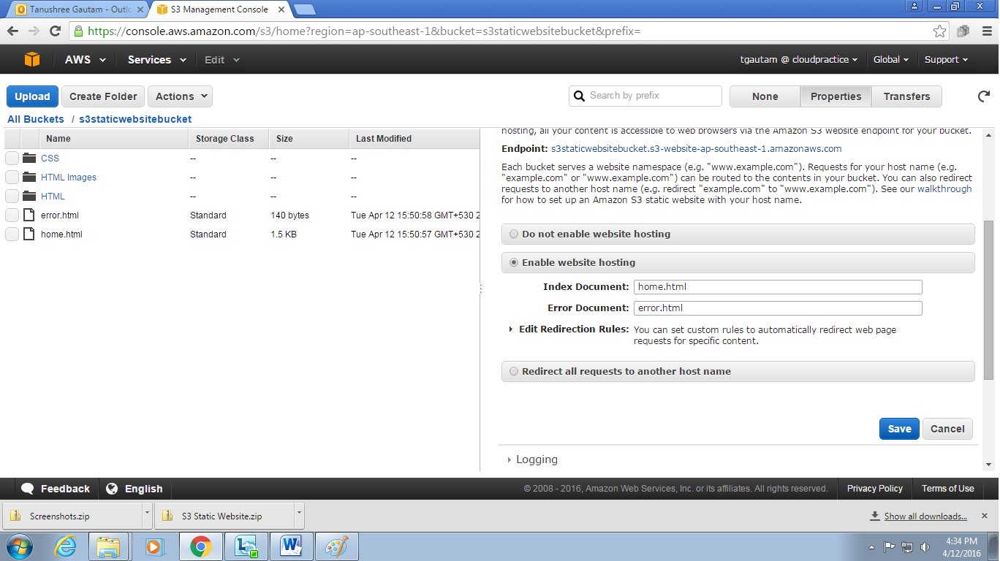 Tanushree Gautam - Outl
S3 Management Console
https://console.aws.amazon.com/s3/home?region=ap-southeast-1&bucket=s3staticwebsitebucket&prefix=
AWS Services Edit tgautam @ cloudpractice Global Support
Upload Create Folder Actions Search by prefix None Properties Transfers
All Buckets / s3staticwebsitebucket
Name Storage Class Size Last Modified
CSS -- -- --
HTML Images -- -- --
HTML -- -- --
error.html Standard 140 bytes Tue Apr 12 15:50:58 GMT+530 2
home.html Standard 1.5 KB Tue Apr 12 15:50:57 GMT+530 2
hosting, all your content is accessible to web browsers via the Amazon S3 website endpoint for your bucket.
Endpoint: s3staticwebsitebucket.s3-website-ap-southeast-1.amazonaws.com
Each bucket serves a website namespace (e.g. "www.example.com"). Requests for your host name (e.g.
"example.com" or "www.example.com") can be routed to the contents in your bucket. You can also redirect
requests to another host name (e.g. redirect "example.com" to "www.example.com"). See our walkthrough
for how to set up an Amazon S3 static website with your host name.
Do not enable website hosting
Enable website hosting
Index Document: home.html
Error Document: error.html
Edit Redirection Rules: You can set custom rules to automatically redirect web page
requests for specific content.
Redirect all requests to another host name
Save Cancel
Logging
Feedback English © 2008 - 2016, Amazon Web Services, Inc. or its affiliates. All rights reserved. Privacy Policy Terms of Use
Screenshots.zip S3 Static Website.zip Show all downloads...
4:34 PM
4/12/2016